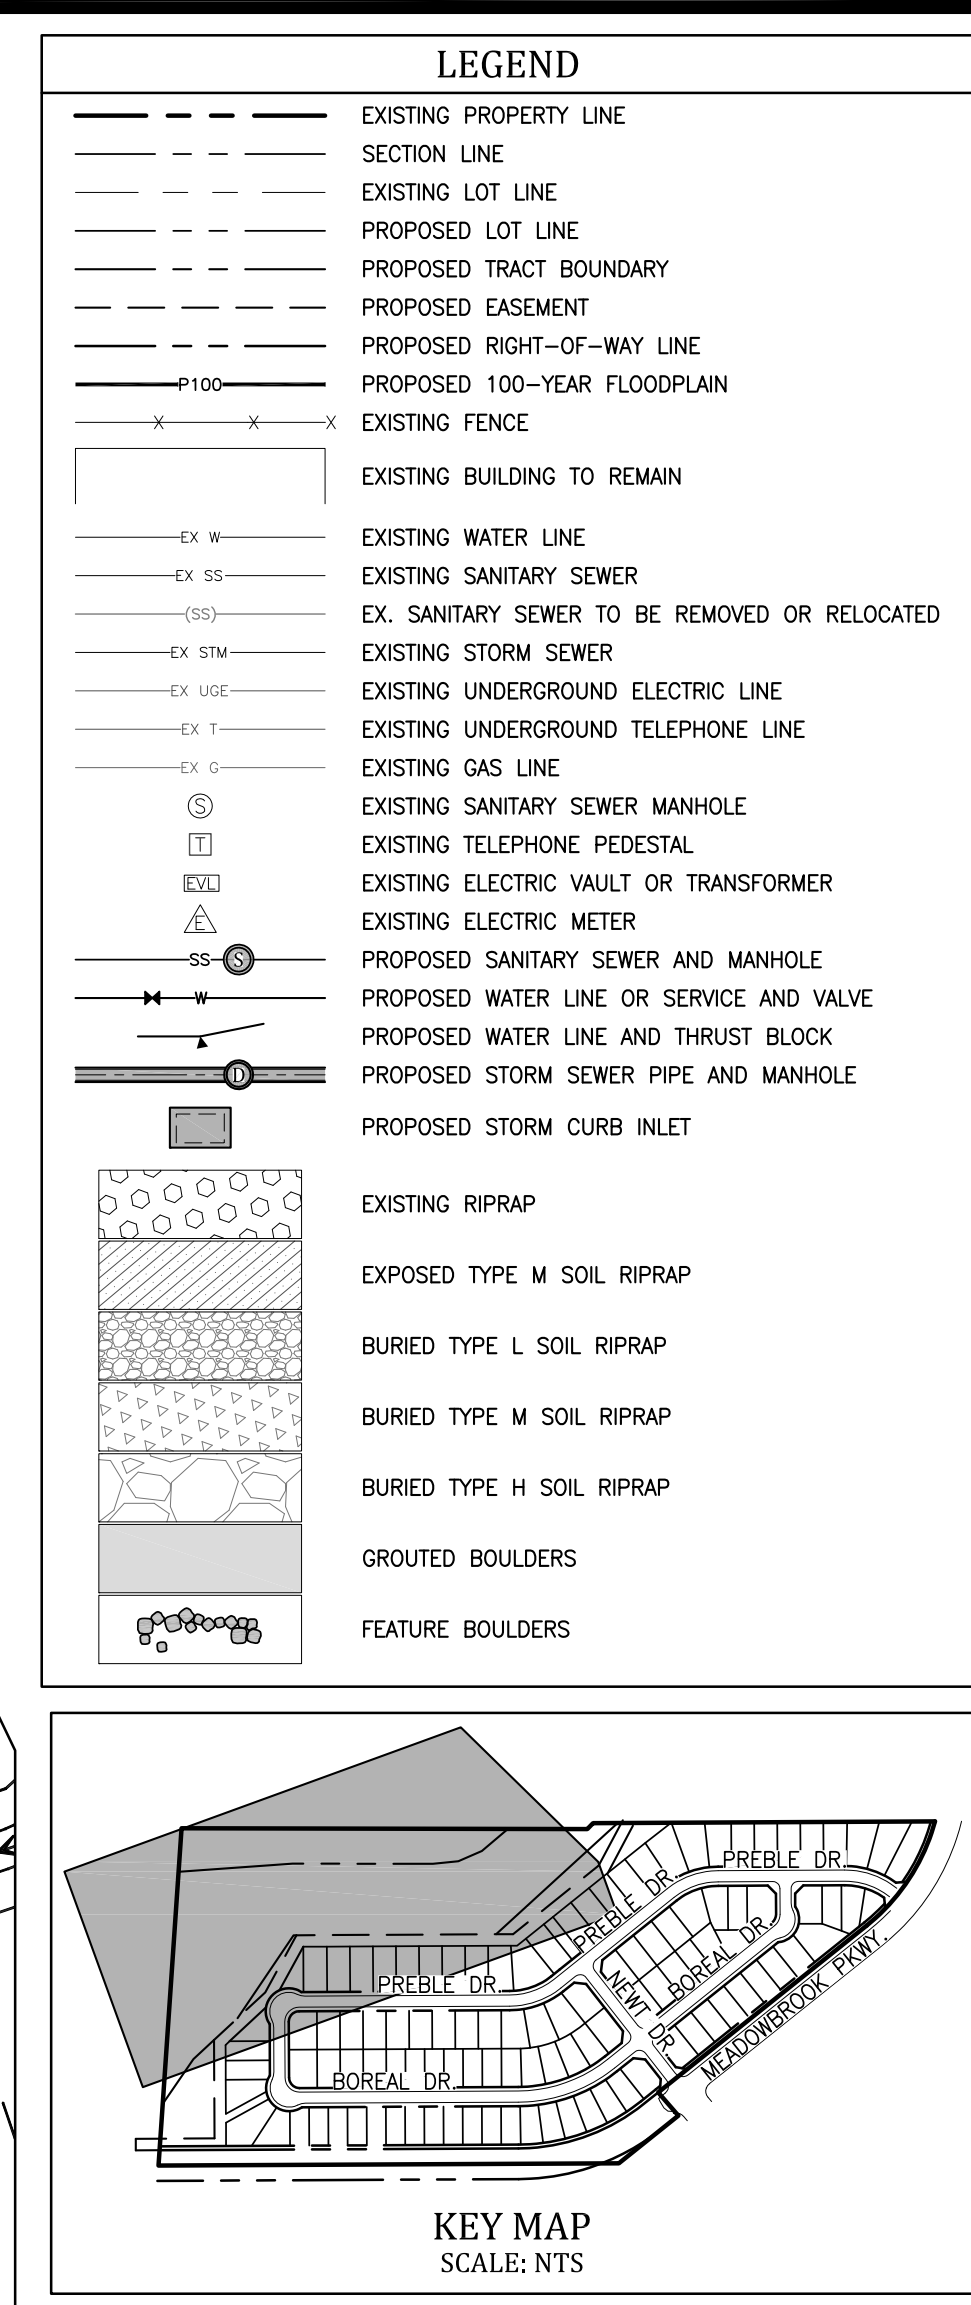 LEGEND
EXISTING PROPERTY LINE
SECTION LINE
EXISTING LOT LINE
PROPOSED LOT LINE
PROPOSED TRACT BOUNDARY
PROPOSED EASEMENT
PROPOSED RIGHT-OF-WAY LINE
P100 PROPOSED 100-YEAR FLOODPLAIN
X X X EXISTING FENCE
EXISTING BUILDING TO REMAIN
EX W EXISTING WATER LINE
EX SS EXISTING SANITARY SEWER
(SS) EX. SANITARY SEWER TO BE REMOVED OR RELOCATED
EX STM EXISTING STORM SEWER
EX UGE EXISTING UNDERGROUND ELECTRIC LINE
EX T EXISTING UNDERGROUND TELEPHONE LINE
EX G EXISTING GAS LINE
S EXISTING SANITARY SEWER MANHOLE
T EXISTING TELEPHONE PEDESTAL
EVL EXISTING ELECTRIC VAULT OR TRANSFORMER
E EXISTING ELECTRIC METER
SS S PROPOSED SANITARY SEWER AND MANHOLE
W PROPOSED WATER LINE OR SERVICE AND VALVE
PROPOSED WATER LINE AND THRUST BLOCK
D PROPOSED STORM SEWER PIPE AND MANHOLE
PROPOSED STORM CURB INLET
EXISTING RIPRAP
EXPOSED TYPE M SOIL RIPRAP
BURIED TYPE L SOIL RIPRAP
BURIED TYPE M SOIL RIPRAP
BURIED TYPE H SOIL RIPRAP
GROUTED BOULDERS
FEATURE BOULDERS
PREBLE DR.
PREBLE DR.
PREBLE DR.
BOREAL DR.
NEWT DR.
MEADOWBROOK PKWY.
BOREAL DR.
KEY MAP
SCALE: NTS